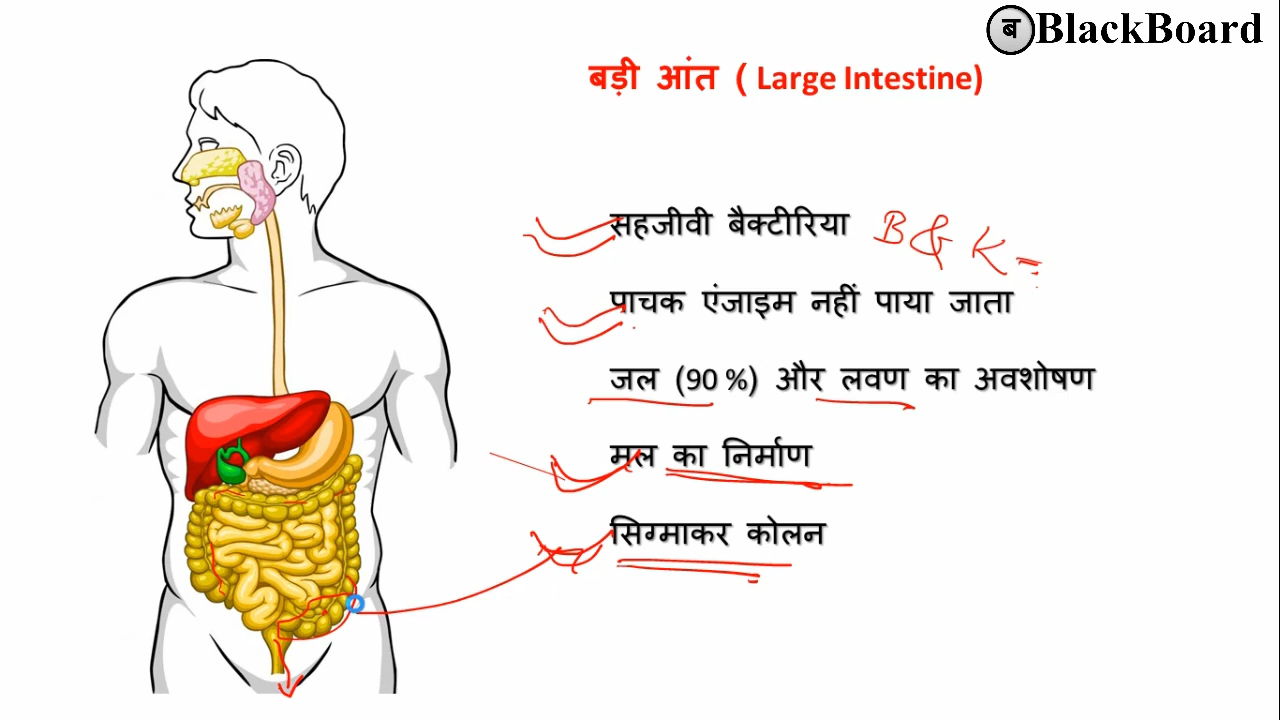 ब BlackBoard
बड़ी आंत ( Large Intestine)
सहजीवी बैक्टीरिया B & K
पाचक एंजाइम नहीं पाया जाता
जल (90 %) और लवण का अवशोषण
मल का निर्माण
सिग्माकर कोलन